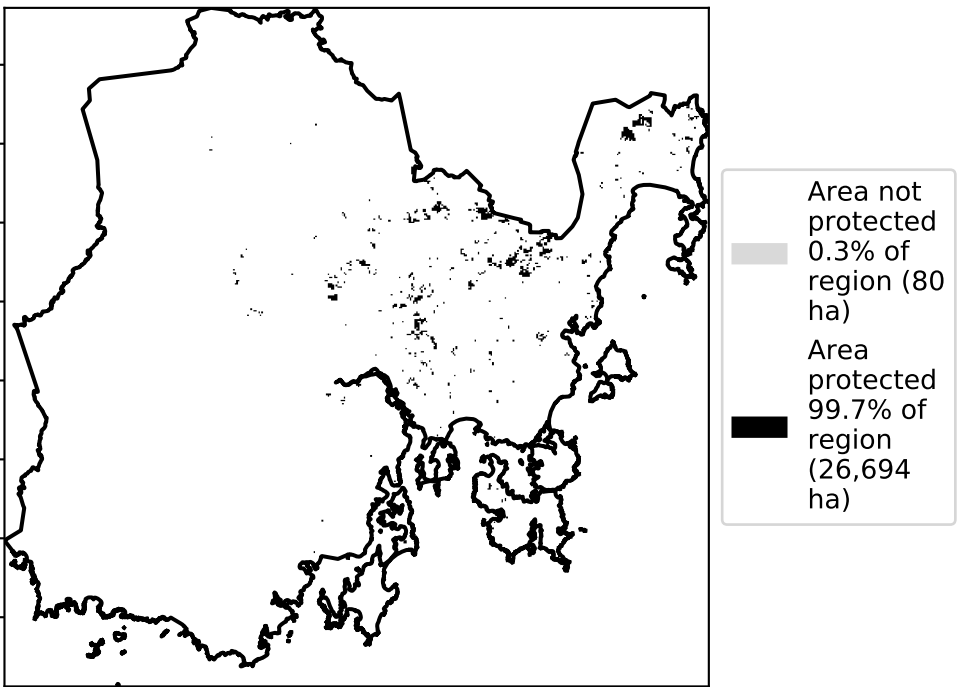 Area not
protected
0.3% of
region (80
ha)
Area
protected
99.7% of
region
(26,694
ha)